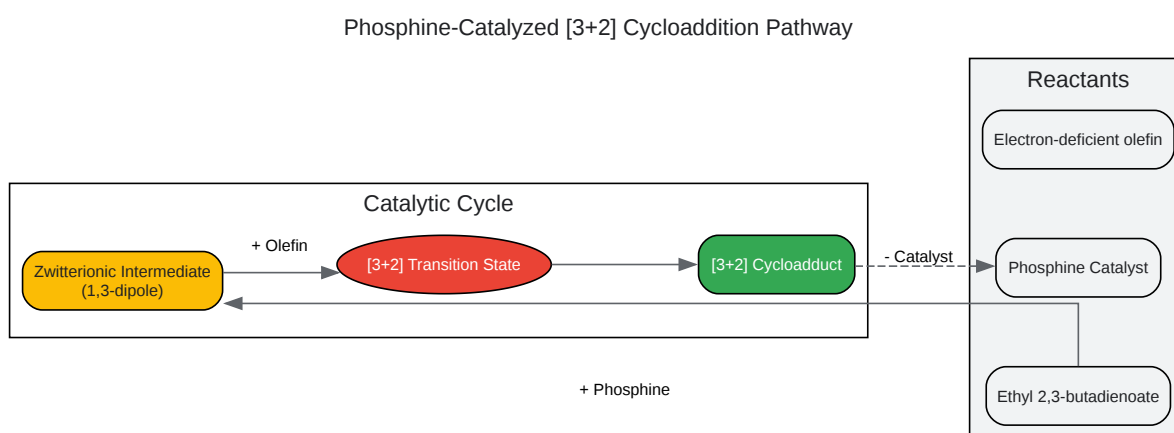 Phosphine-Catalyzed [3+2] Cycloaddition Pathway
Reactants
Electron-deficient olefin
Catalytic Cycle
+ Olefin
Zwitterionic Intermediate
(1,3-dipole)
[3+2] Transition State
[3+2] Cycloadduct
- Catalyst
Phosphine Catalyst
+ Phosphine
Ethyl 2,3-butadienoate